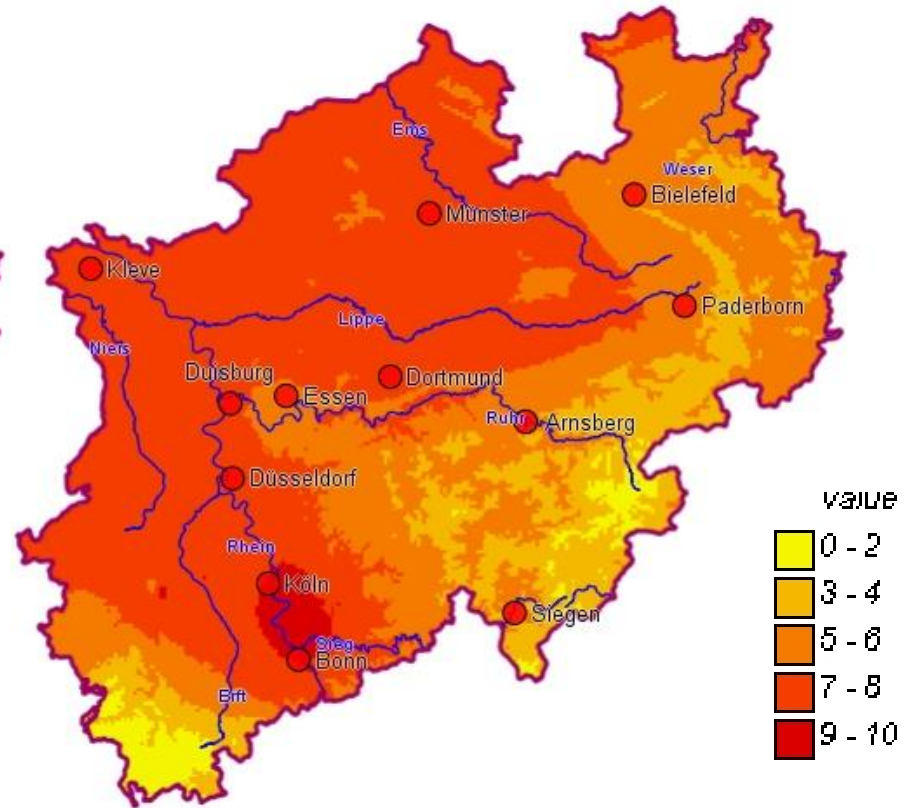 Ems
Weser
Bielefeld
Münster
Kleve
Paderborn
Lippe
Niers
Duisburg
Dortmund
Essen
Ruhr
Arnsberg
Düsseldorf
value
0 - 2
Rhein
3 - 4
Köln
Siegen
5 - 6
Sieg
Bonn
7 - 8
Erft
9 - 10